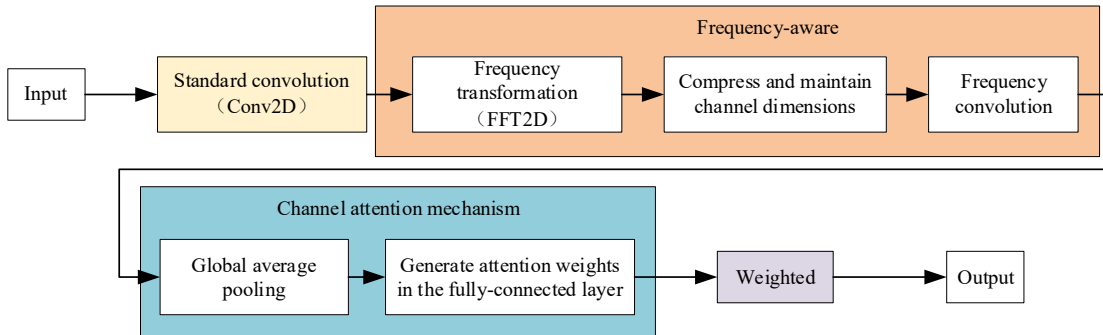 Frequency-aware
Input
Standard convolution
（Conv2D）
Frequency
transformation
（FFT2D）
Compress and maintain
channel dimensions
Frequency
convolution
Channel attention mechanism
Global average
pooling
Generate attention weights
in the fully-connected layer
Weighted
Output